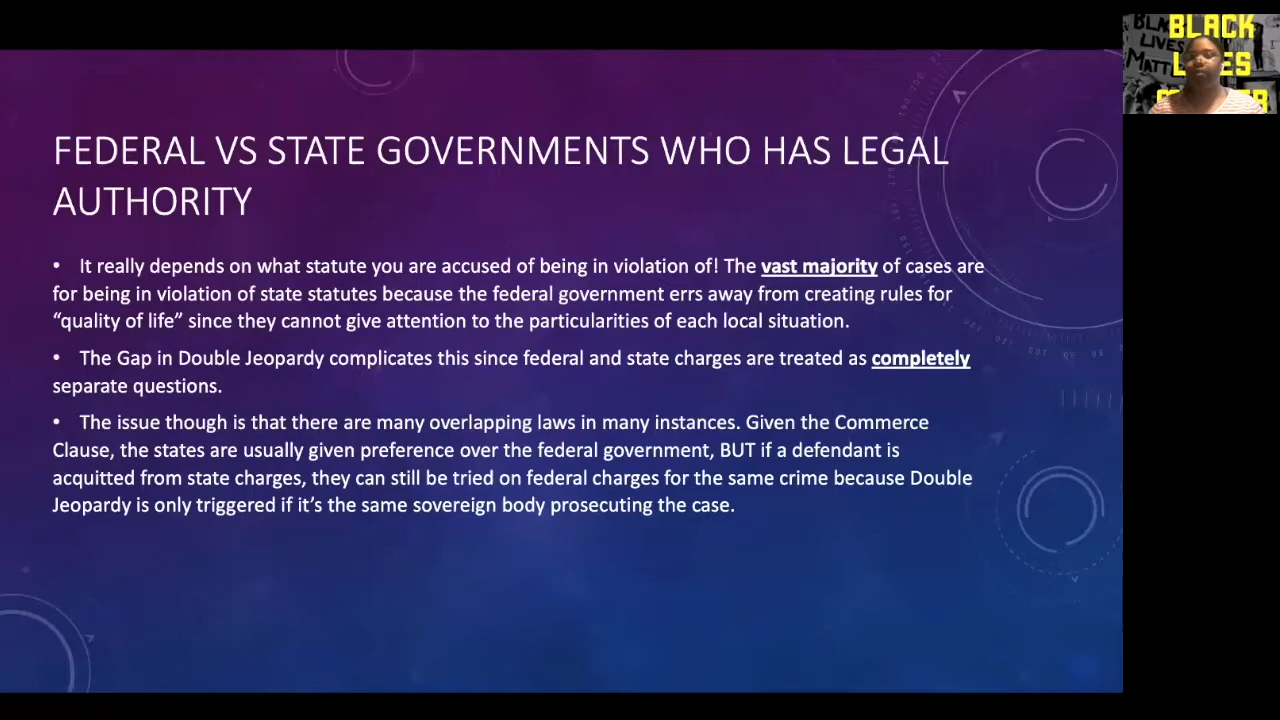 FEDERAL VS STATE GOVERNMENTS WHO HAS LEGAL
AUTHORITY
• It really depends on what statute you are accused of being in violation of! The vast majority of cases are
for being in violation of state statutes because the federal government errs away from creating rules for
“quality of life” since they cannot give attention to the particularities of each local situation.
• The Gap in Double Jeopardy complicates this since federal and state charges are treated as completely
separate questions.
• The issue though is that there are many overlapping laws in many instances. Given the Commerce
Clause, the states are usually given preference over the federal government, BUT if a defendant is
acquitted from state charges, they can still be tried on federal charges for the same crime because Double
Jeopardy is only triggered if it’s the same sovereign body prosecuting the case.
BLACK
LIVES